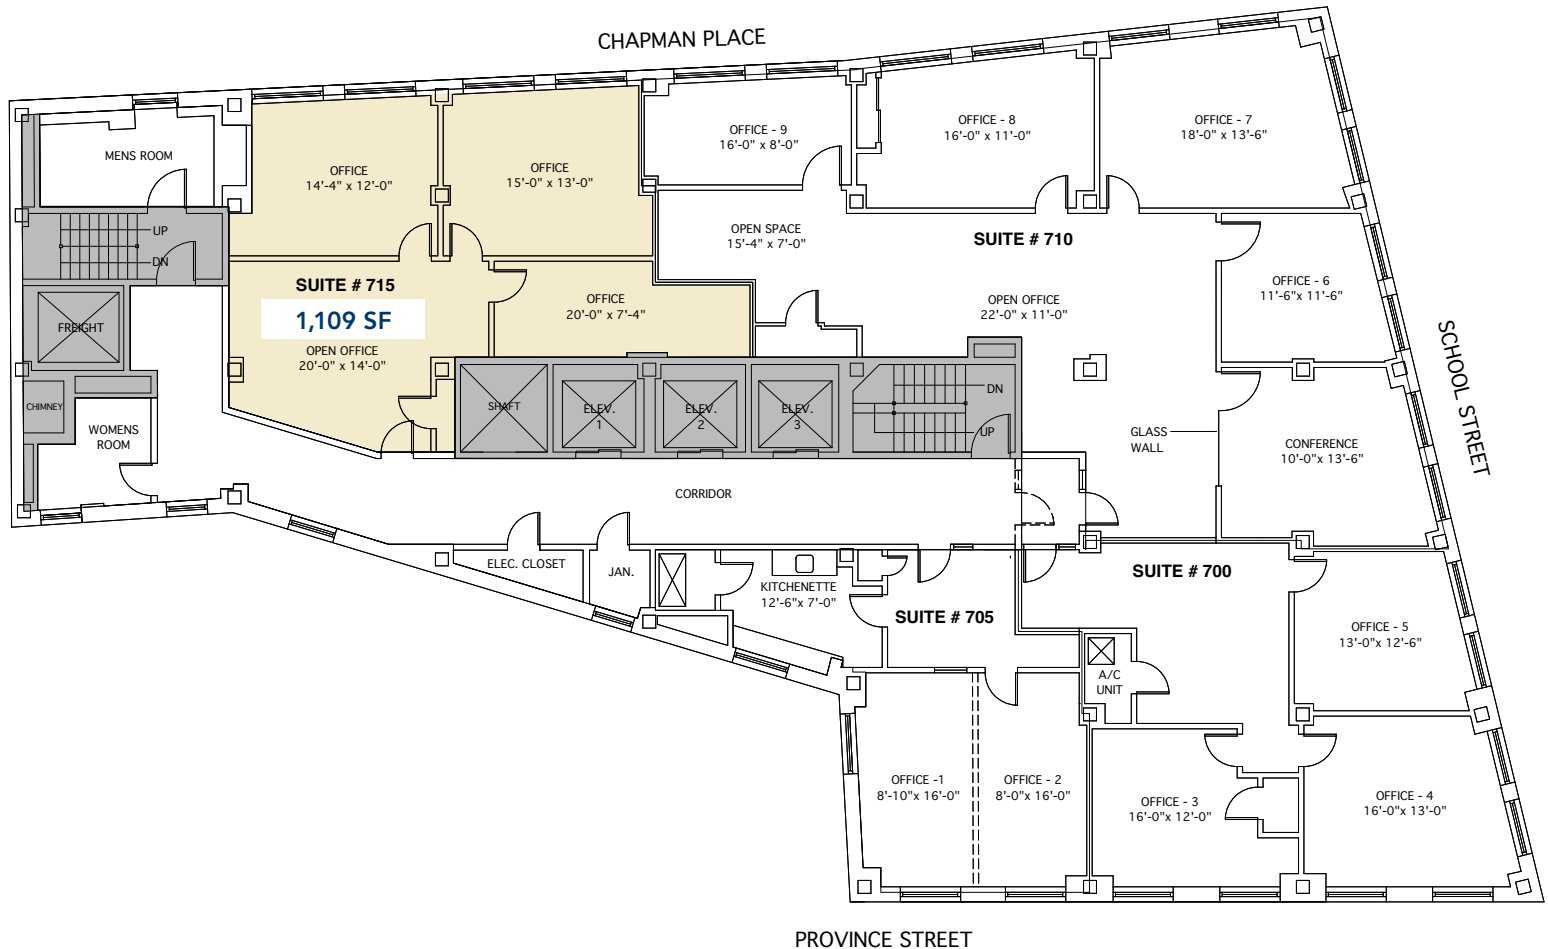 CHAPMAN PLACE
MENS ROOM
OFFICE
14'-4" x 12'-0"
OFFICE
15'-0" x 13'-0"
OFFICE - 9
16'-0" x 8'-0"
OFFICE - 8
16'-0" x 11'-0"
OFFICE - 7
18'-0" x 13'-6"
UP
DN
OPEN SPACE
15'-4" x 7'-0"
SUITE # 710
SUITE # 715
1,109 SF
OPEN OFFICE
20'-0" x 14'-0"
OFFICE
20'-0" x 7'-4"
OPEN OFFICE
22'-0" x 11'-0"
OFFICE - 6
11'-6"x 11'-6"
FREIGHT
SCHOOL STREET
CHIMNEY
SHAFT
ELEV.
1
ELEV.
2
ELEV.
3
DN
UP
WOMENS
ROOM
GLASS
WALL
CONFERENCE
10'-0"x 13'-6"
CORRIDOR
ELEC. CLOSET
JAN.
KITCHENETTE
12'-6"x 7'-0"
SUITE # 705
SUITE # 700
OFFICE - 5
13'-0"x 12'-6"
A/C
UNIT
OFFICE -1
8'-10"x 16'-0"
OFFICE - 2
8'-0"x 16'-0"
OFFICE - 3
16'-0"x 12'-0"
OFFICE - 4
16'-0"x 13'-0"
PROVINCE STREET